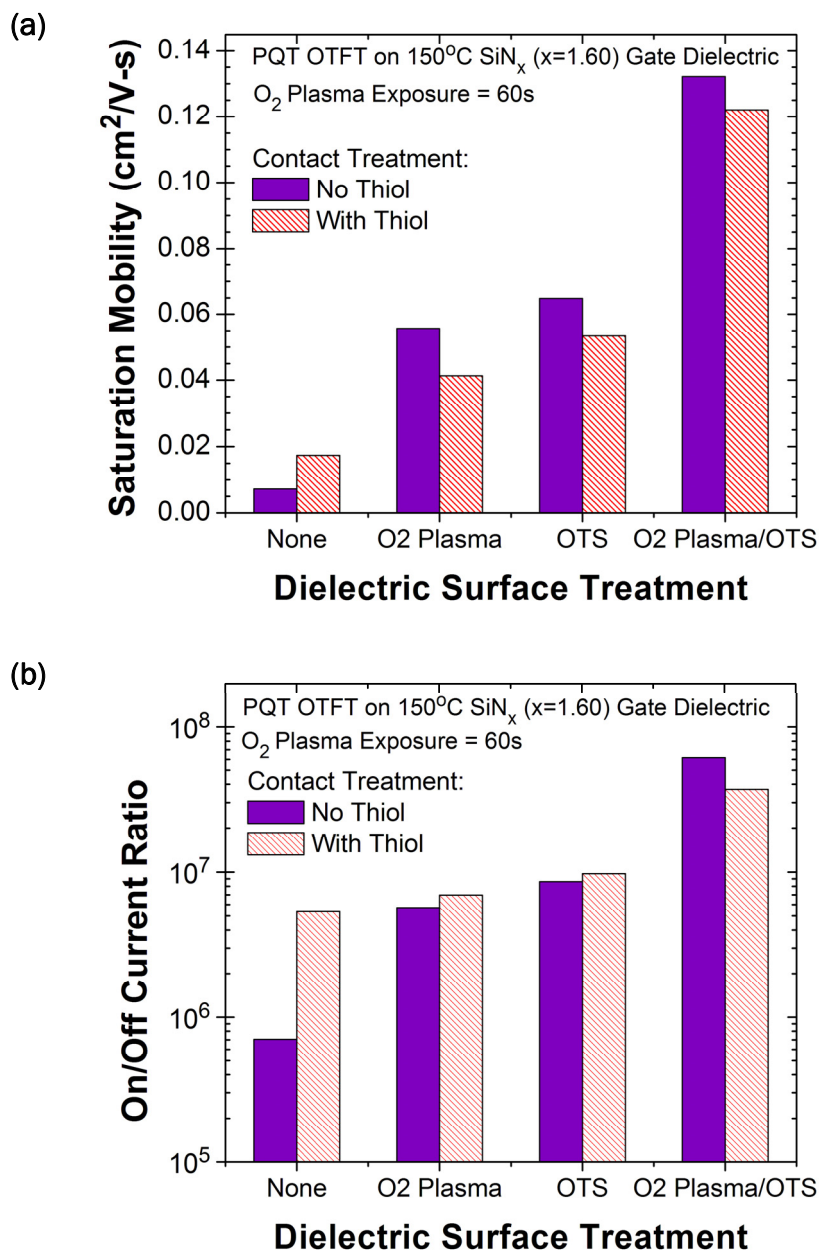 (a)
Saturation Mobility (cm²/V-s)
0.14
0.12
0.10
0.08
0.06
0.04
0.02
0.00
PQT OTFT on 150°C SiNₓ (x=1.60) Gate Dielectric
O₂ Plasma Exposure = 60s
Contact Treatment:
No Thiol
With Thiol
None O2 Plasma OTS O2 Plasma/OTS
Dielectric Surface Treatment
(b)
On/Off Current Ratio
10⁸
10⁷
10⁶
10⁵
PQT OTFT on 150°C SiNₓ (x=1.60) Gate Dielectric
O₂ Plasma Exposure = 60s
Contact Treatment:
No Thiol
With Thiol
None O2 Plasma OTS O2 Plasma/OTS
Dielectric Surface Treatment